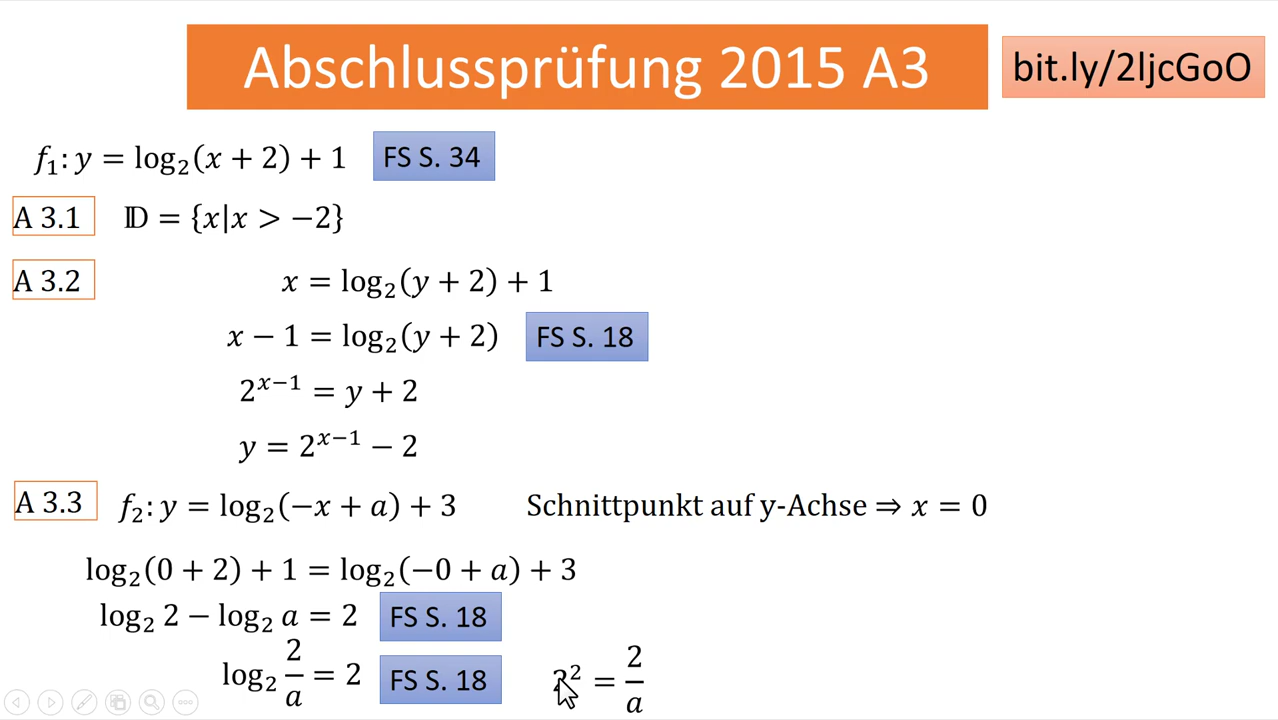 Abschlussprüfung 2015 A3
bit.ly/2ljcGoO
f₁: y = log₂(x + 2) + 1 FS S. 34
A 3.1 𝔻 = {x|x > −2}
A 3.2 x = log₂(y + 2) + 1
x − 1 = log₂(y + 2) FS S. 18
2^{x−1} = y + 2
y = 2^{x−1} − 2
A 3.3 f₂: y = log₂(−x + a) + 3 Schnittpunkt auf y-Achse ⇒ x = 0
log₂(0 + 2) + 1 = log₂(−0 + a) + 3
log₂ 2 − log₂ a = 2 FS S. 18
log₂ 2/a = 2 FS S. 18 2² = 2/a